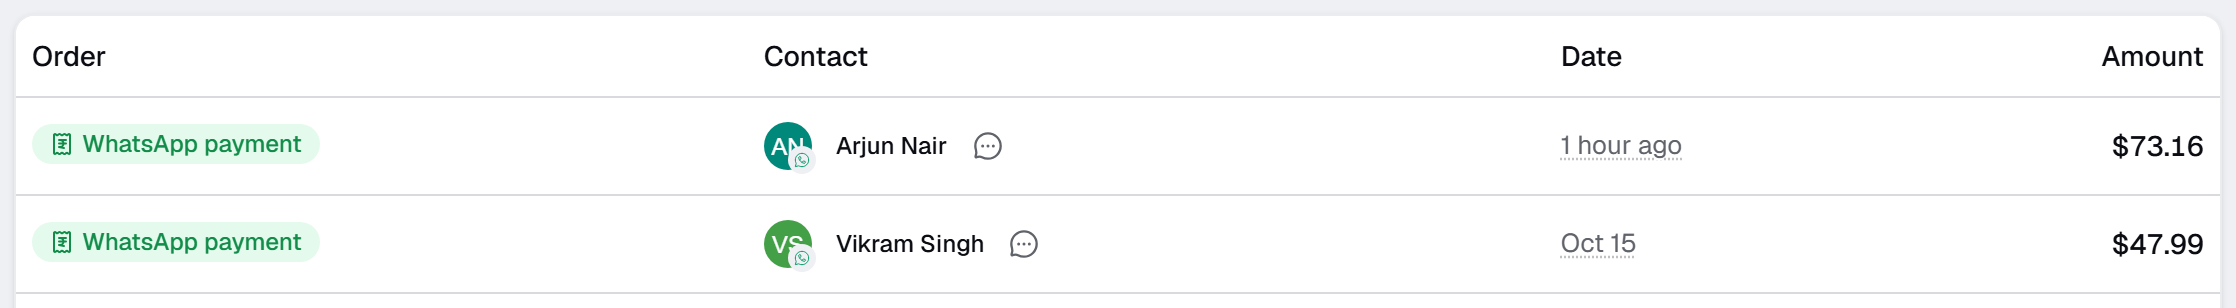 Order Contact Date Amount
WhatsApp payment AN Arjun Nair 1 hour ago $73.16
WhatsApp payment VS Vikram Singh Oct 15 $47.99